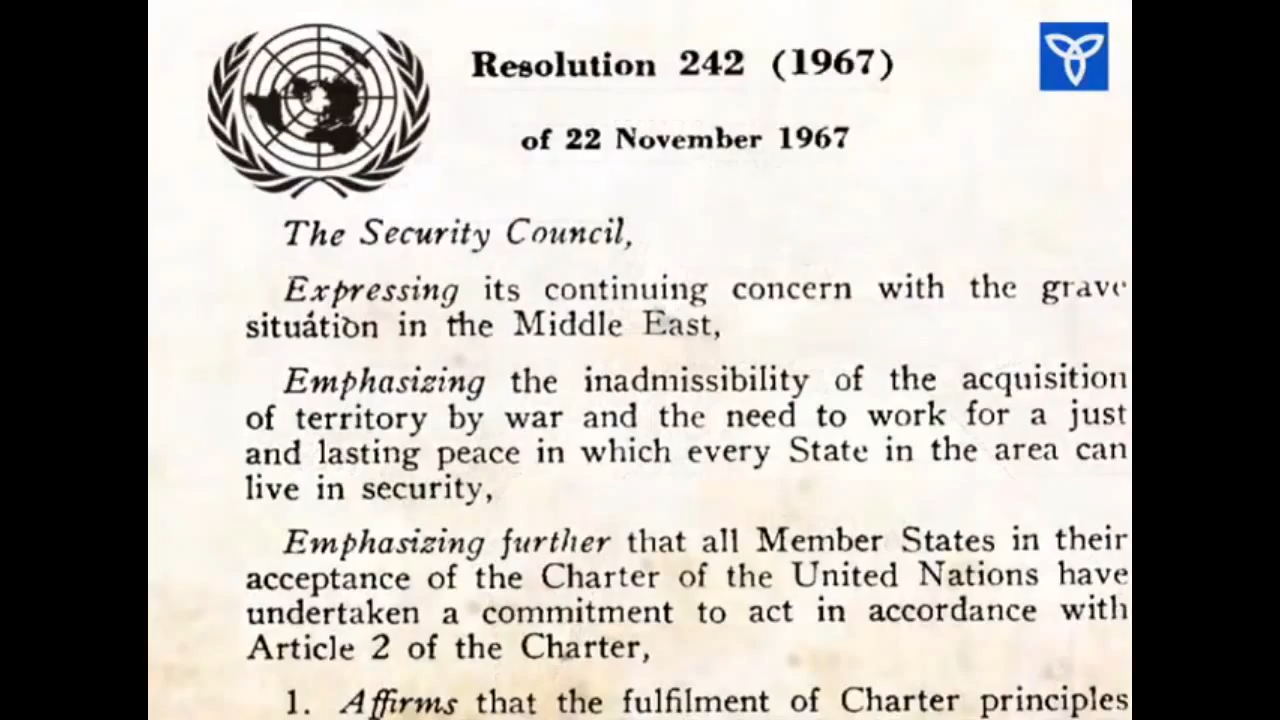 Resolution 242 (1967)
of 22 November 1967
The Security Council,
Expressing its continuing concern with the grave
situation in the Middle East,
Emphasizing the inadmissibility of the acquisition
of territory by war and the need to work for a just
and lasting peace in which every State in the area can
live in security,
Emphasizing further that all Member States in their
acceptance of the Charter of the United Nations have
undertaken a commitment to act in accordance with
Article 2 of the Charter,
1. Affirms that the fulfilment of Charter principles